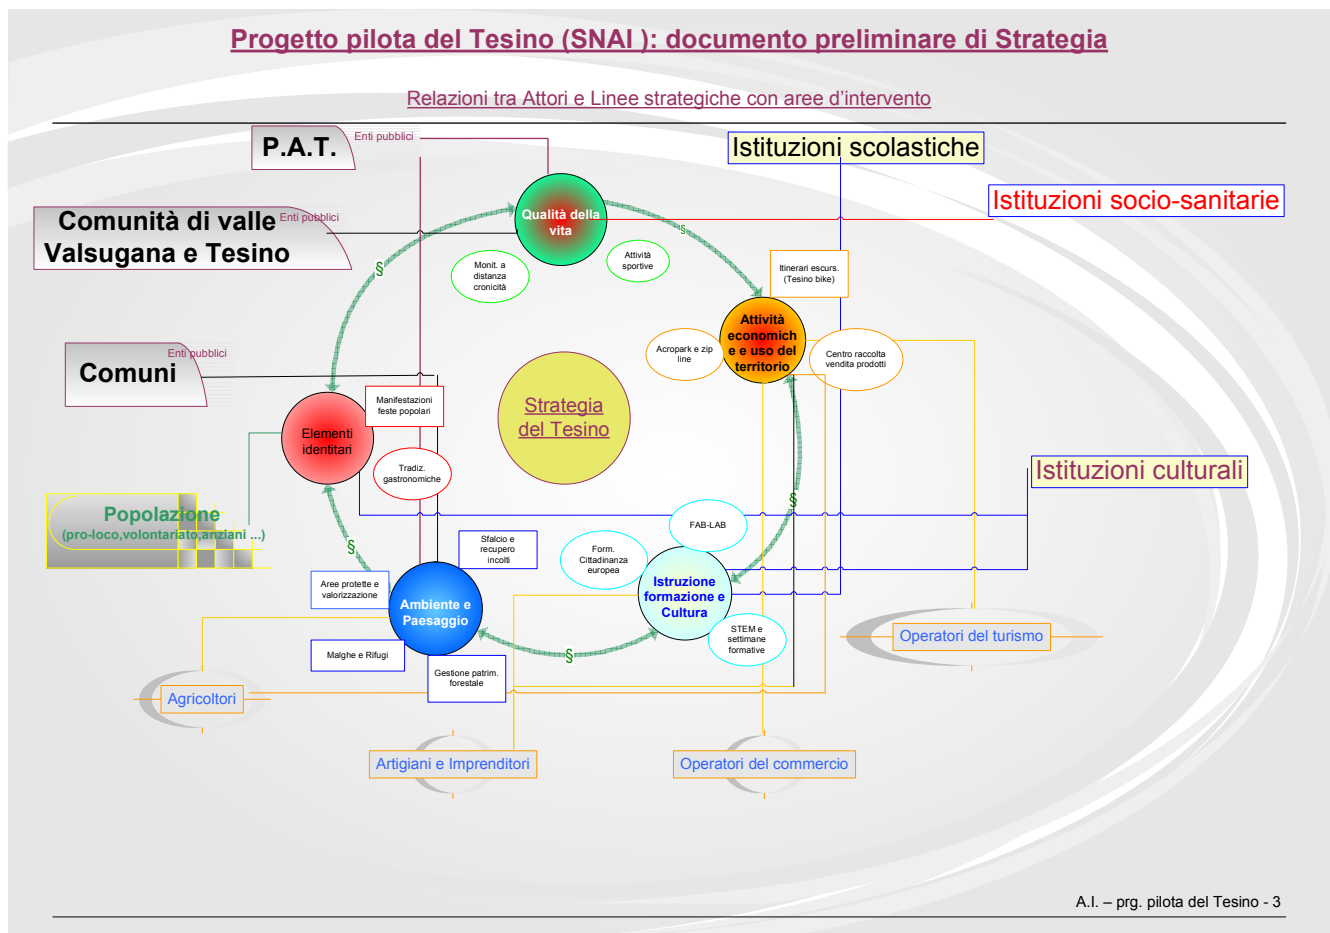 Progetto pilota del Tesino (SNAI ): documento preliminare di Strategia
Relazioni tra Attori e Linee strategiche con aree d'intervento
P.A.T.
Enti pubblici
Istituzioni scolastiche
Istituzioni socio-sanitarie
Comunità di valle
Valsugana e Tesino
Enti pubblici
Qualità della
vita
§
§
Monit. a
distanza
cronicità
Attività
sportive
Itinerari escurs.
(Tesino bike)
Attività
economich
e e uso del
territorio
Acropark e zip
line
Centro raccolta
vendita prodotti
Enti pubblici
Comuni
Manifestazioni
feste popolari
Strategia
del Tesino
Elementi
identitari
Tradiz.
gastronomiche
Istituzioni culturali
§
Popolazione
(pro-loco,volontariato,anziani ...)
FAB-LAB
Sfalcio e
recupero
incolti
Form.
Cittadinanza
europea
§
Aree protette e
valorizzazione
Ambiente e
Paesaggio
Istruzione
formazione e
Cultura
STEM e
settimane
formative
Operatori del turismo
Malghe e Rifugi
§
Gestione patrim.
forestale
Agricoltori
Artigiani e Imprenditori
Operatori del commercio
A.I. – prg. pilota del Tesino - 3